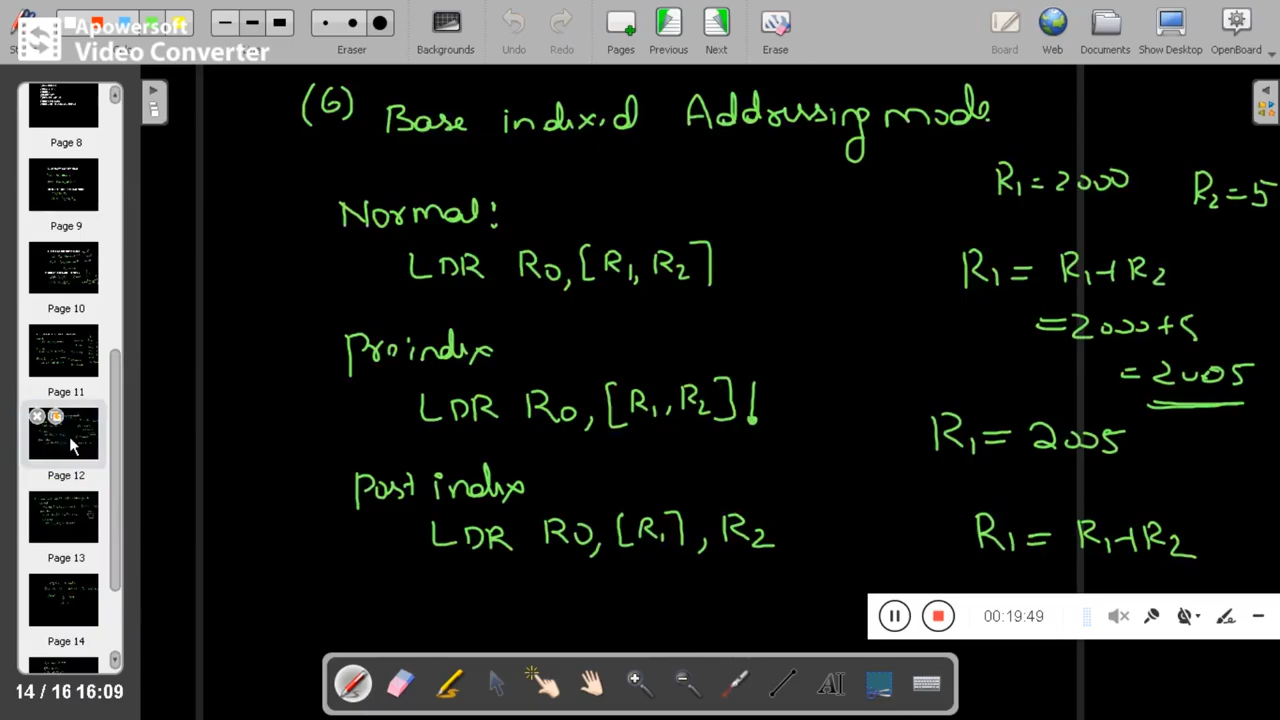 Apowersoft
Video Converter
Eraser
Backgrounds
Undo
Redo
Pages
Previous
Next
Erase
Board
Web
Documents
Show Desktop
OpenBoard
Page 8
Page 9
Page 10
Page 11
Page 12
Page 13
Page 14
14 / 16 16:09
(6) Base indexed Addressing mode
R1 = 2000 R2 = 5
Normal:
LDR R0, [R1, R2]
R1 = R1+R2
= 2000+5
= 2005
Pre index
LDR R0, [R1, R2]!
R1 = 2005
Post index
LDR R0, [R1], R2
R1 = R1+R2
00:19:49